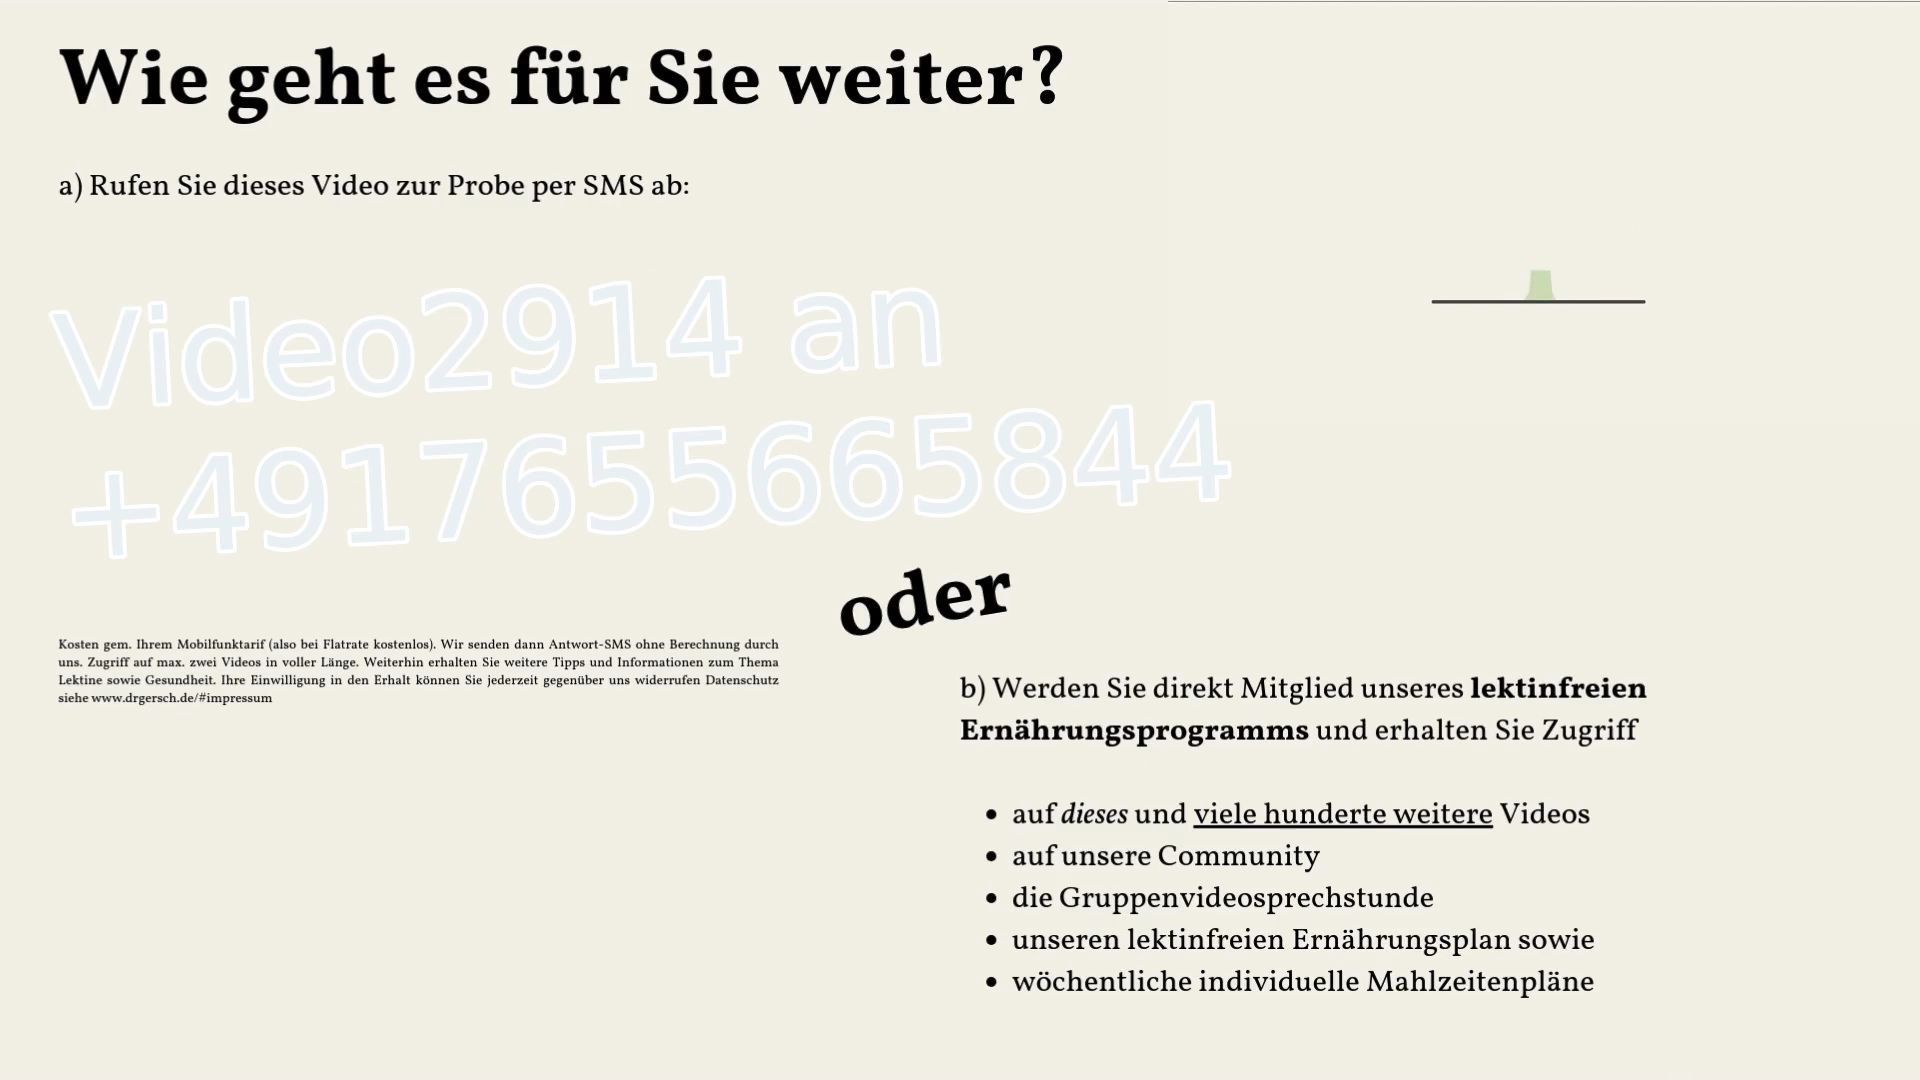 Wie geht es für Sie weiter?
a) Rufen Sie dieses Video zur Probe per SMS ab:
Video2914 an
+4917655665844
oder
Kosten gem. Ihrem Mobilfunktarif (also bei Flatrate kostenlos). Wir senden dann Antwort-SMS ohne Berechnung durch
uns. Zugriff auf max. zwei Videos in voller Länge. Weiterhin erhalten Sie weitere Tipps und Informationen zum Thema
Lektine sowie Gesundheit. Ihre Einwilligung in den Erhalt können Sie jederzeit gegenüber uns widerrufen Datenschutz
siehe www.drgersch.de/#impressum
b) Werden Sie direkt Mitglied unseres lektinfreien
Ernährungsprogramms und erhalten Sie Zugriff
• auf dieses und viele hunderte weitere Videos
• auf unsere Community
• die Gruppenvideosprechstunde
• unseren lektinfreien Ernährungsplan sowie
• wöchentliche individuelle Mahlzeitenpläne